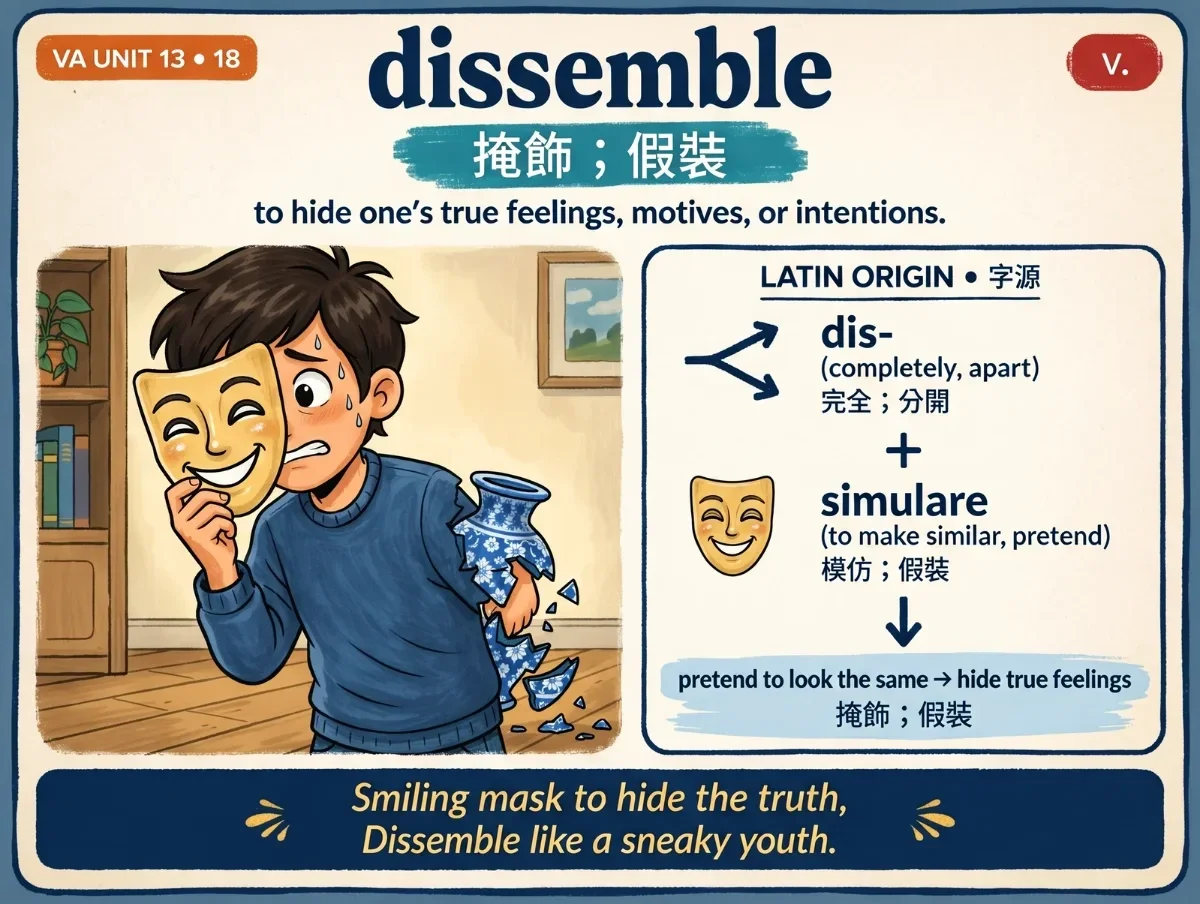 VA UNIT 13 • 18
dissemble
v.
掩飾；假裝
to hide one's true feelings, motives, or intentions.
LATIN ORIGIN • 字源
dis-
(completely, apart)
完全；分開
+
simulare
(to make similar, pretend)
模仿；假裝
pretend to look the same → hide true feelings
掩飾；假裝
Smiling mask to hide the truth,
Dissemble like a sneaky youth.